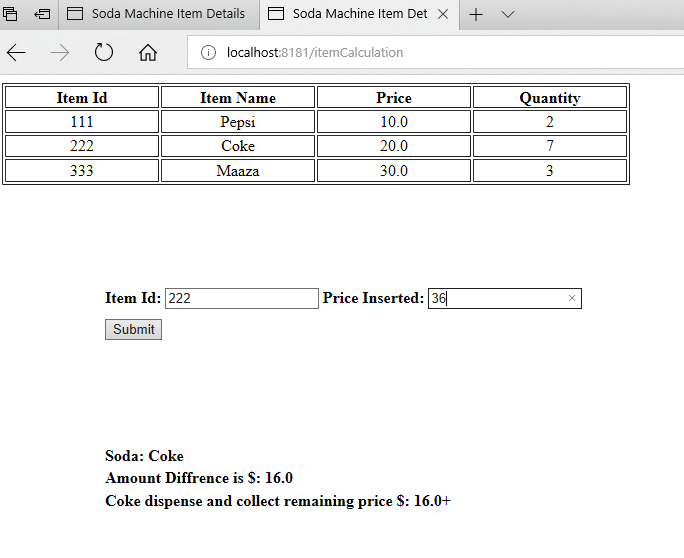 Soda Machine Item Details
Soda Machine Item Det
localhost:8181/itemCalculation
Item Id Item Name Price Quantity
111 Pepsi 10.0 2
222 Coke 20.0 7
333 Maaza 30.0 3
Item Id: 222 Price Inserted: 36
Submit
Soda: Coke
Amount Diffrence is $: 16.0
Coke dispense and collect remaining price $: 16.0+